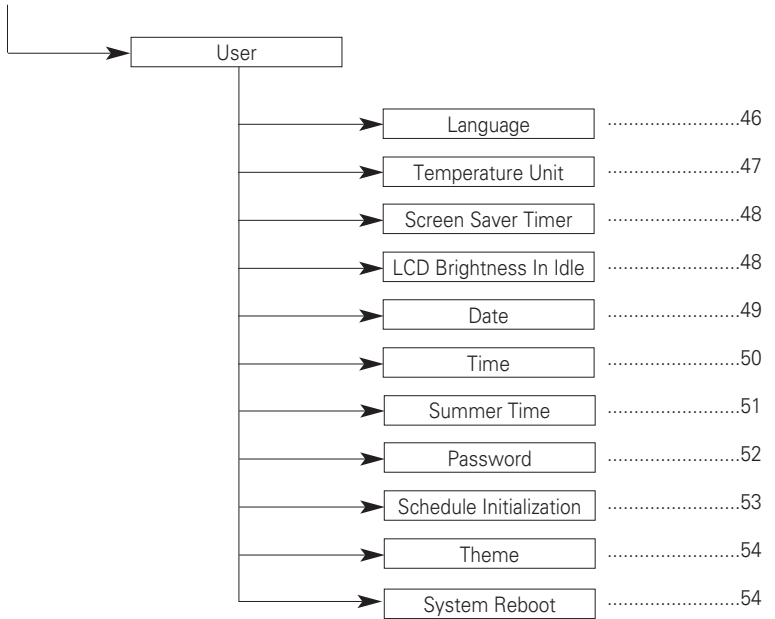 User
Language .........................46
Temperature Unit .........................47
Screen Saver Timer .........................48
LCD Brightness In Idle .........................48
Date .........................49
Time .........................50
Summer Time .........................51
Password .........................52
Schedule Initialization .........................53
Theme .........................54
System Reboot .........................54